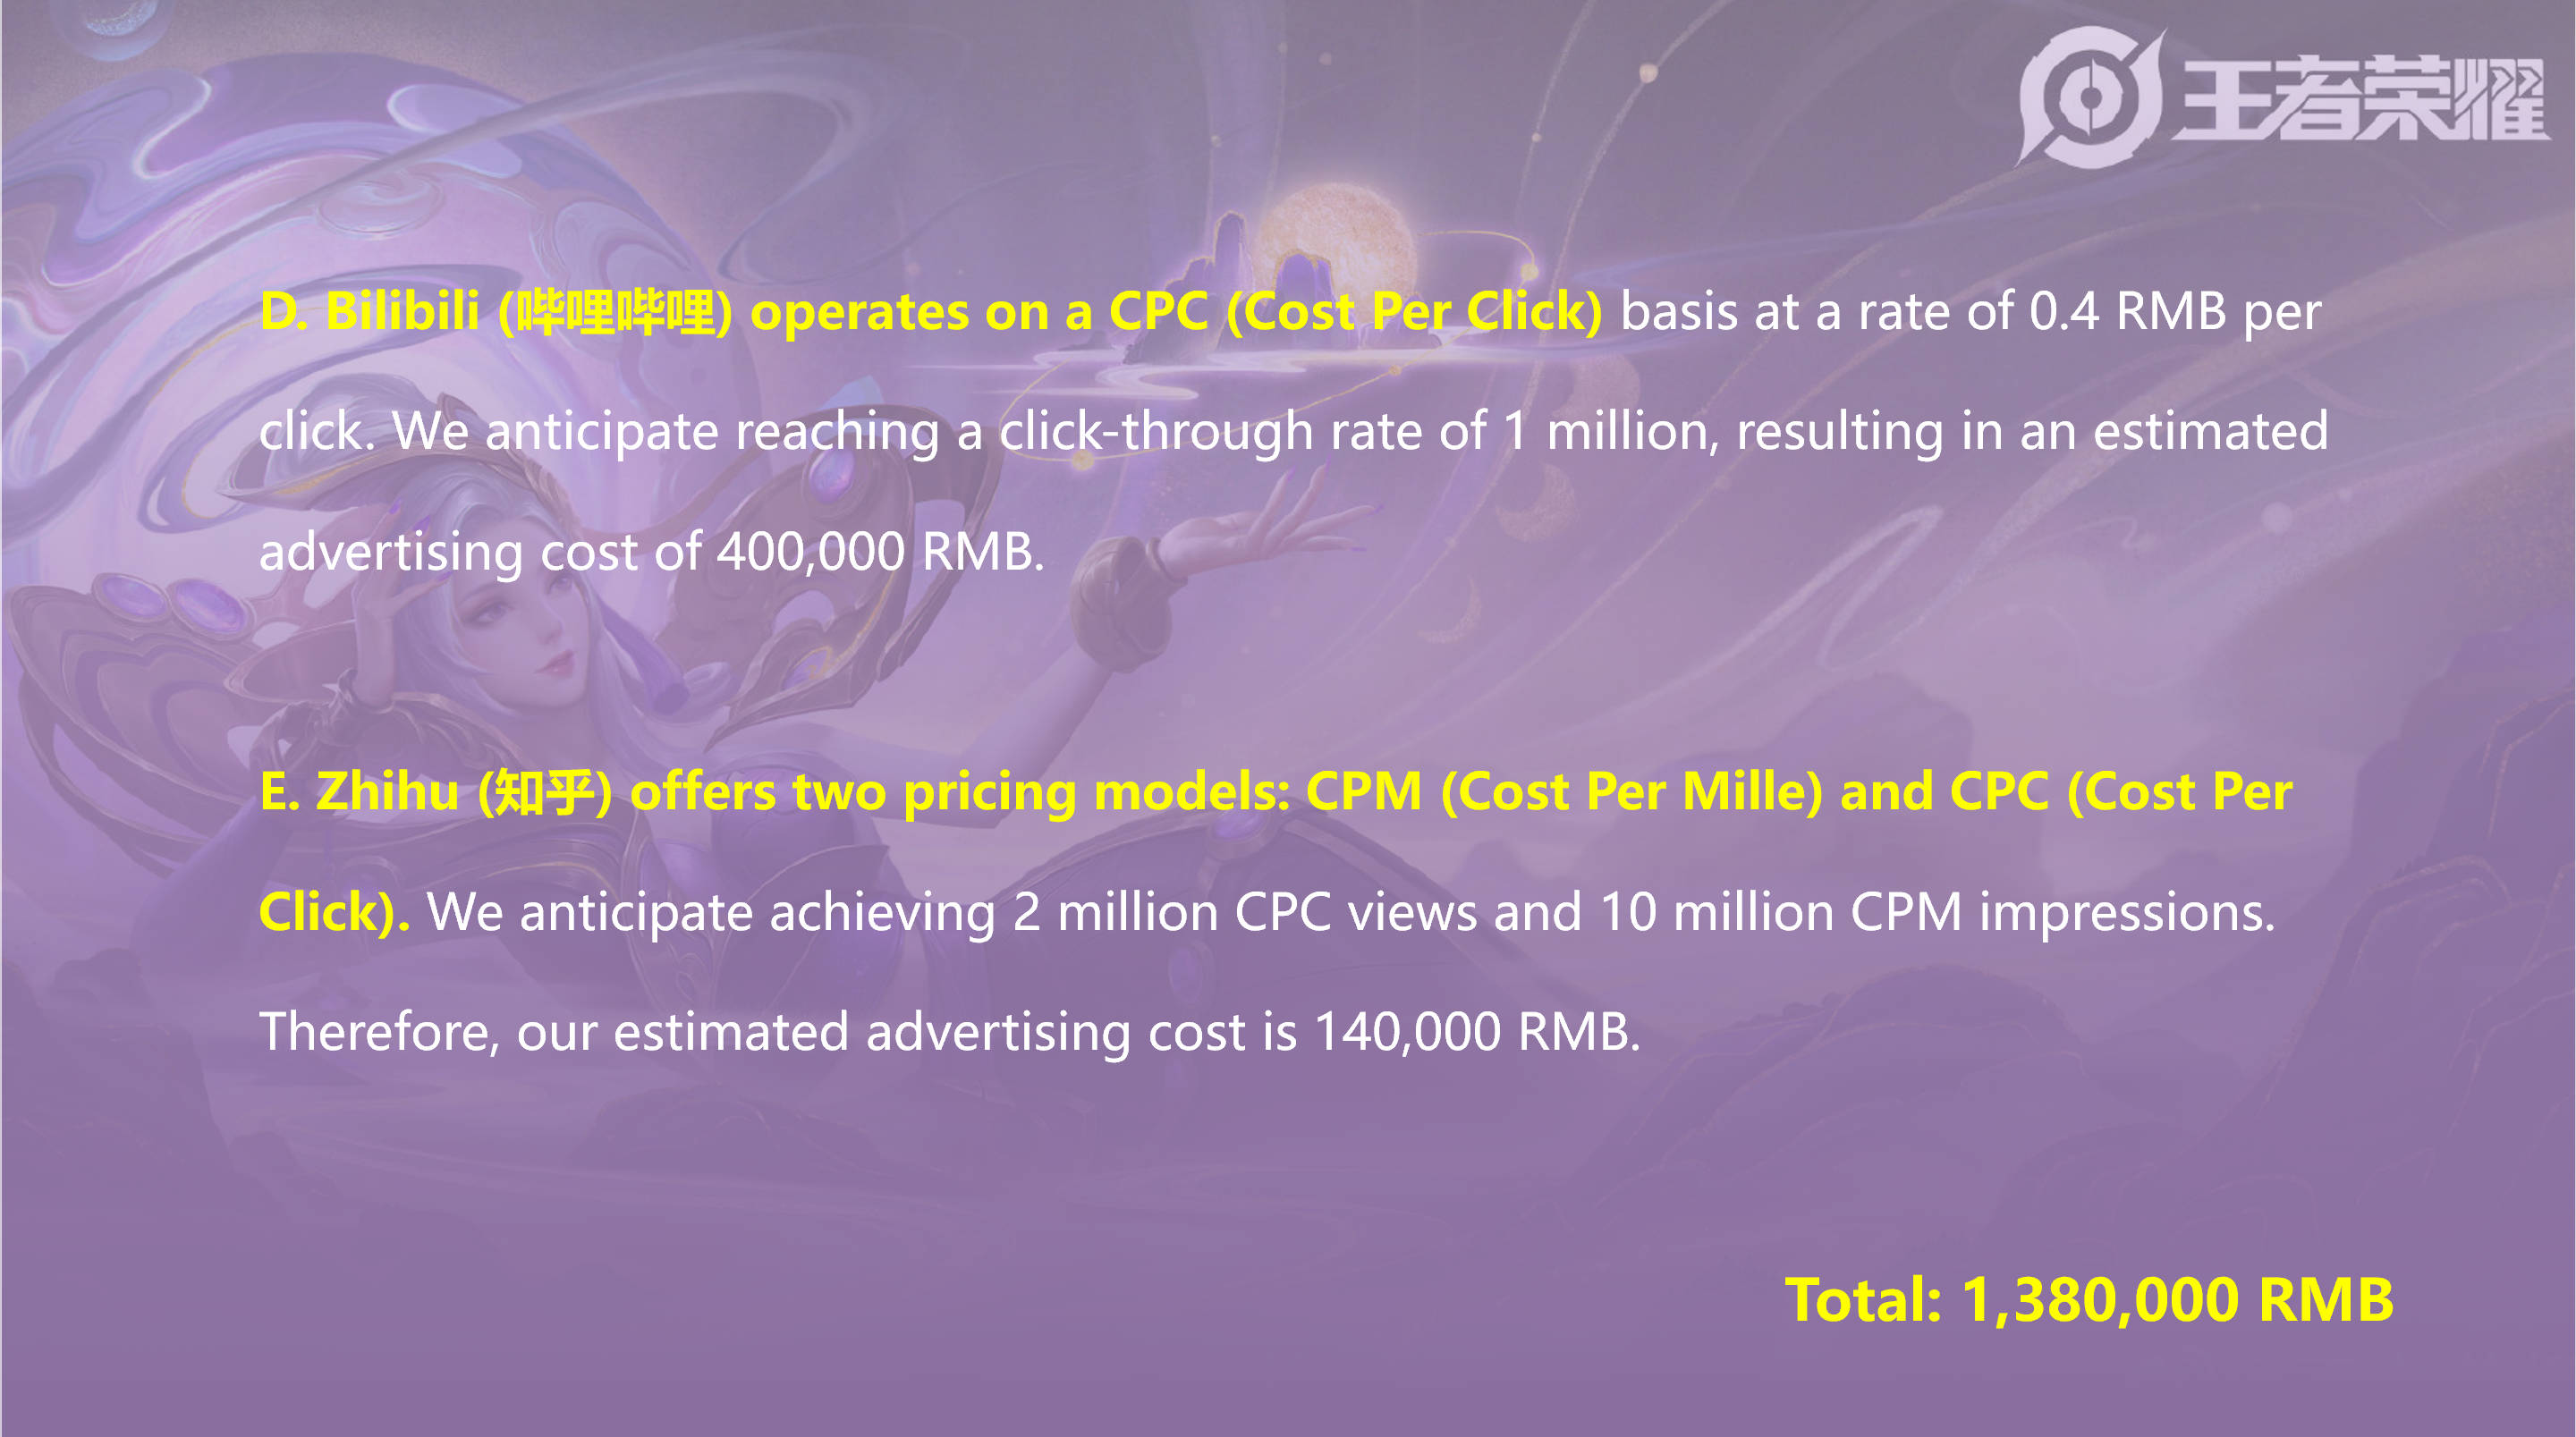 王者荣耀
D. Bilibili (哔哩哔哩) operates on a CPC (Cost Per Click) basis at a rate of 0.4 RMB per
click. We anticipate reaching a click-through rate of 1 million, resulting in an estimated
advertising cost of 400,000 RMB.
E. Zhihu (知乎) offers two pricing models: CPM (Cost Per Mille) and CPC (Cost Per
Click). We anticipate achieving 2 million CPC views and 10 million CPM impressions.
Therefore, our estimated advertising cost is 140,000 RMB.
Total: 1,380,000 RMB